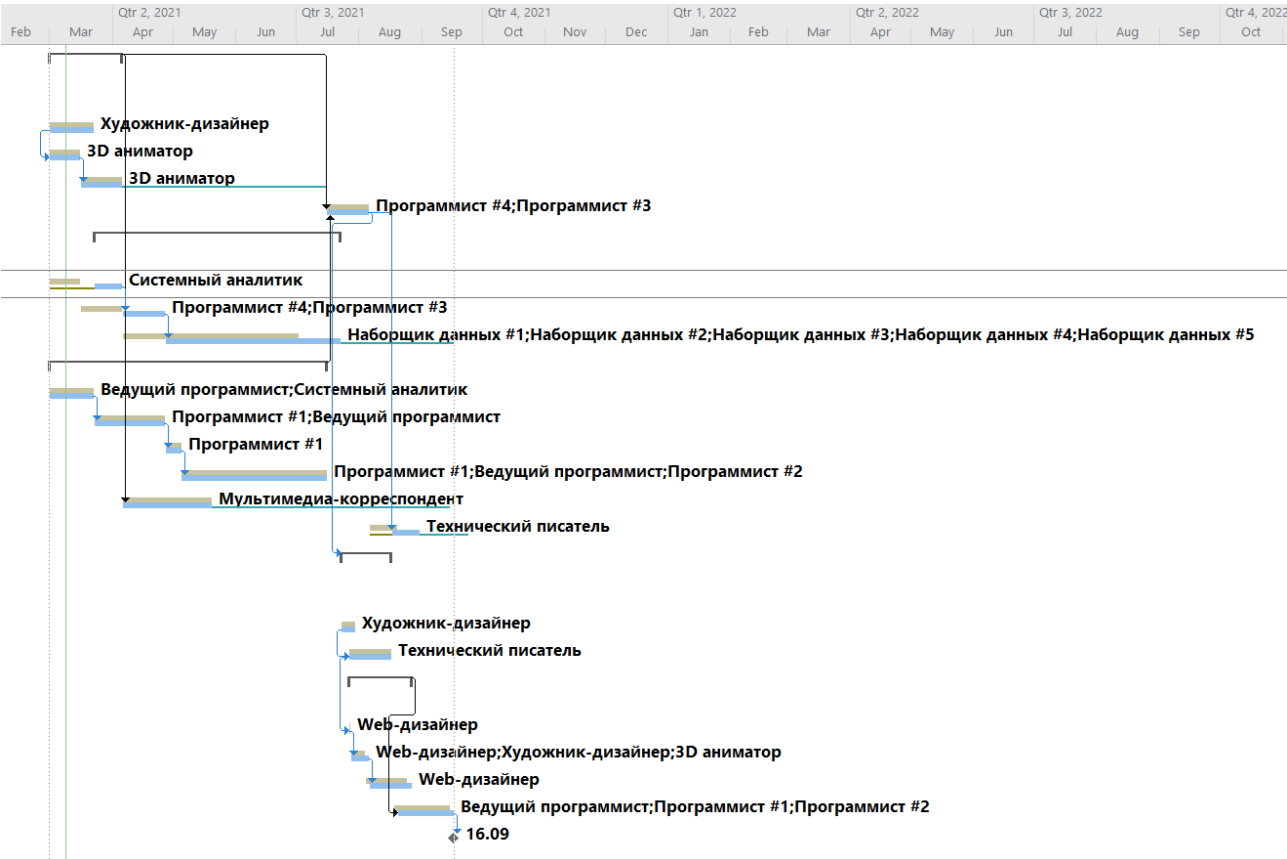 Qtr 2, 2021 Qtr 3, 2021 Qtr 4, 2021 Qtr 1, 2022 Qtr 2, 2022 Qtr 3, 2022 Qtr 4, 2022
Feb Mar Apr May Jun Jul Aug Sep Oct Nov Dec Jan Feb Mar Apr May Jun Jul Aug Sep Oct
Художник-дизайнер
3D аниматор
3D аниматор
Программист #4;Программист #3
Системный аналитик
Программист #4;Программист #3
Наборщик данных #1;Наборщик данных #2;Наборщик данных #3;Наборщик данных #4;Наборщик данных #5
Ведущий программист;Системный аналитик
Программист #1;Ведущий программист
Программист #1
Программист #1;Ведущий программист;Программист #2
Мультимедиа-корреспондент
Технический писатель
Художник-дизайнер
Технический писатель
Web-дизайнер
Web-дизайнер;Художник-дизайнер;3D аниматор
Web-дизайнер
Ведущий программист;Программист #1;Программист #2
16.09